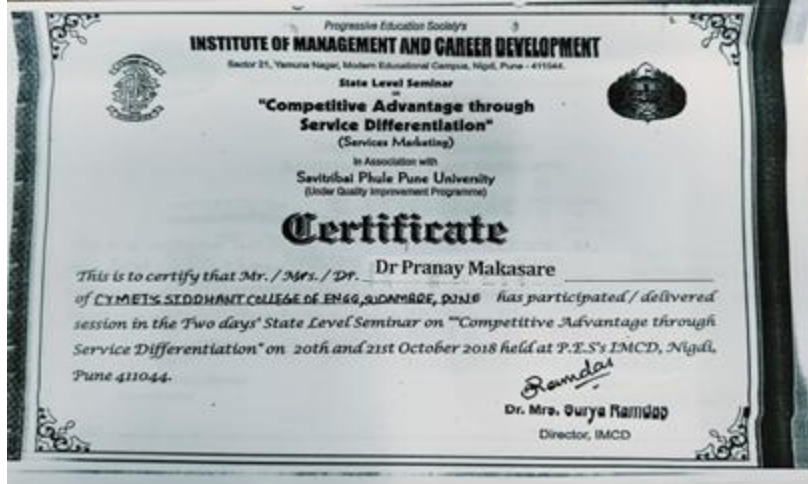 Progressive Education Society's
INSTITUTE OF MANAGEMENT AND CAREER DEVELOPMENT
Sector 21, Yamuna Nagar, Modern Educational Campus, Nigdi, Pune - 411044.
State Level Seminar
on
"Competitive Advantage through
Service Differentiation"
(Services Marketing)
In Association with
Savitribai Phule Pune University
(Under Quality Improvement Programme)
Certificate
This is to certify that Mr. / Mrs. / Dr. Dr Pranay Makasare
of CYMET'S SIDDHANT COLLEGE OF ENGG, SUDAMBRE, PUNE has participated / delivered
session in the Two days' State Level Seminar on ""Competitive Advantage through
Service Differentiation" on 20th and 21st October 2018 held at P.E.S's IMCD, Nigdi,
Pune 411044.
Ramdas
Dr. Mrs. Surya Ramdas
Director, IMCD